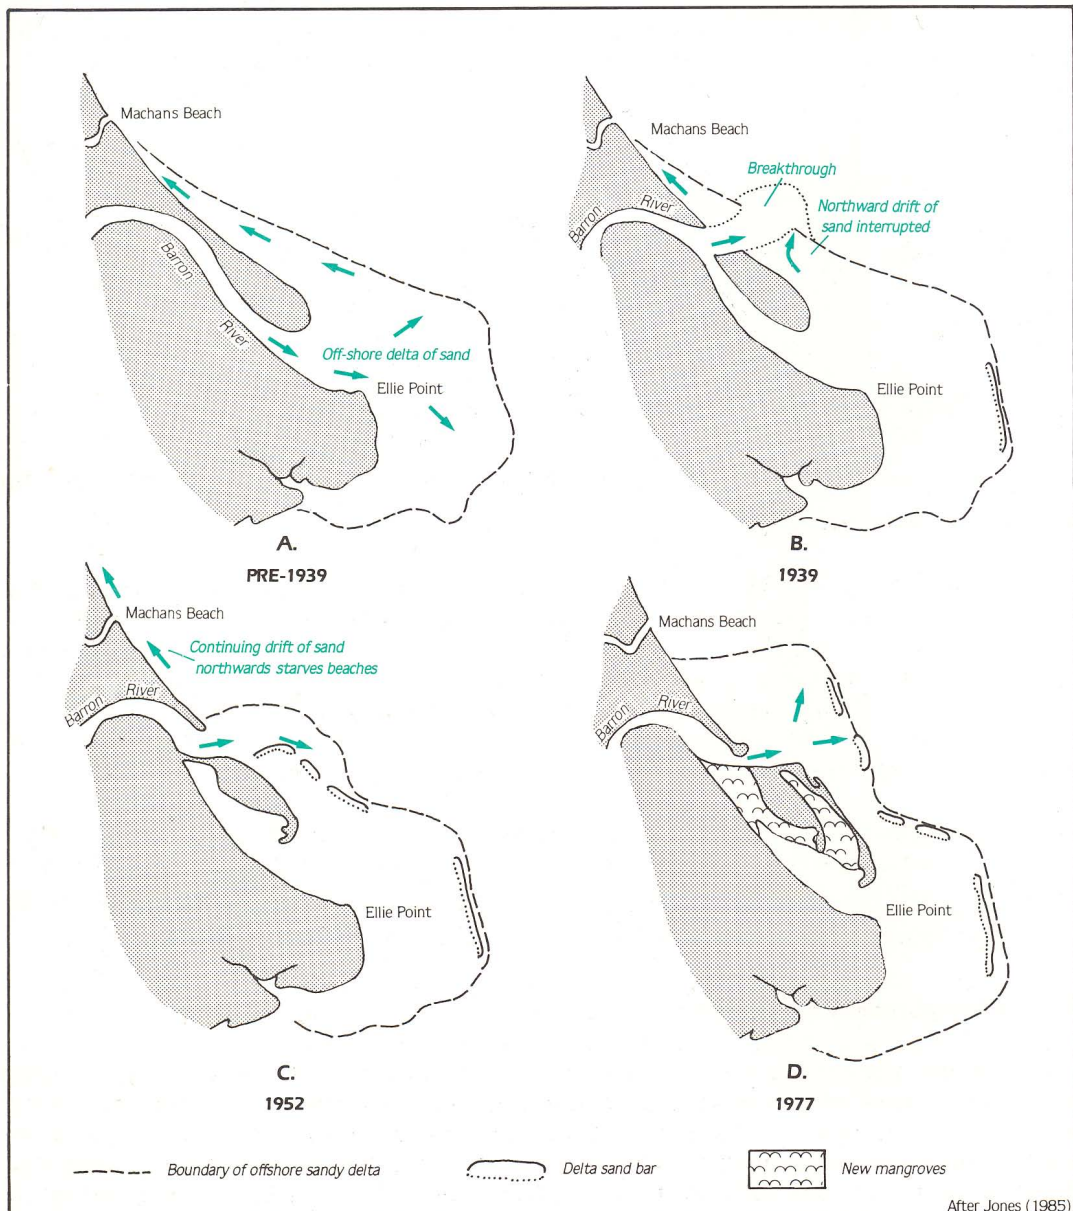 Machans Beach
Barron
River
Off-shore delta of sand
Ellie Point
A.
PRE-1939
Machans Beach
Breakthrough
Northward drift of
sand interrupted
Barron
River
Ellie Point
B.
1939
Machans Beach
Continuing drift of sand
northwards starves beaches
Barron
River
Ellie Point
C.
1952
Machans Beach
Barron
River
Ellie Point
D.
1977
Boundary of offshore sandy delta
Delta sand bar
New mangroves
After Jones (1985)